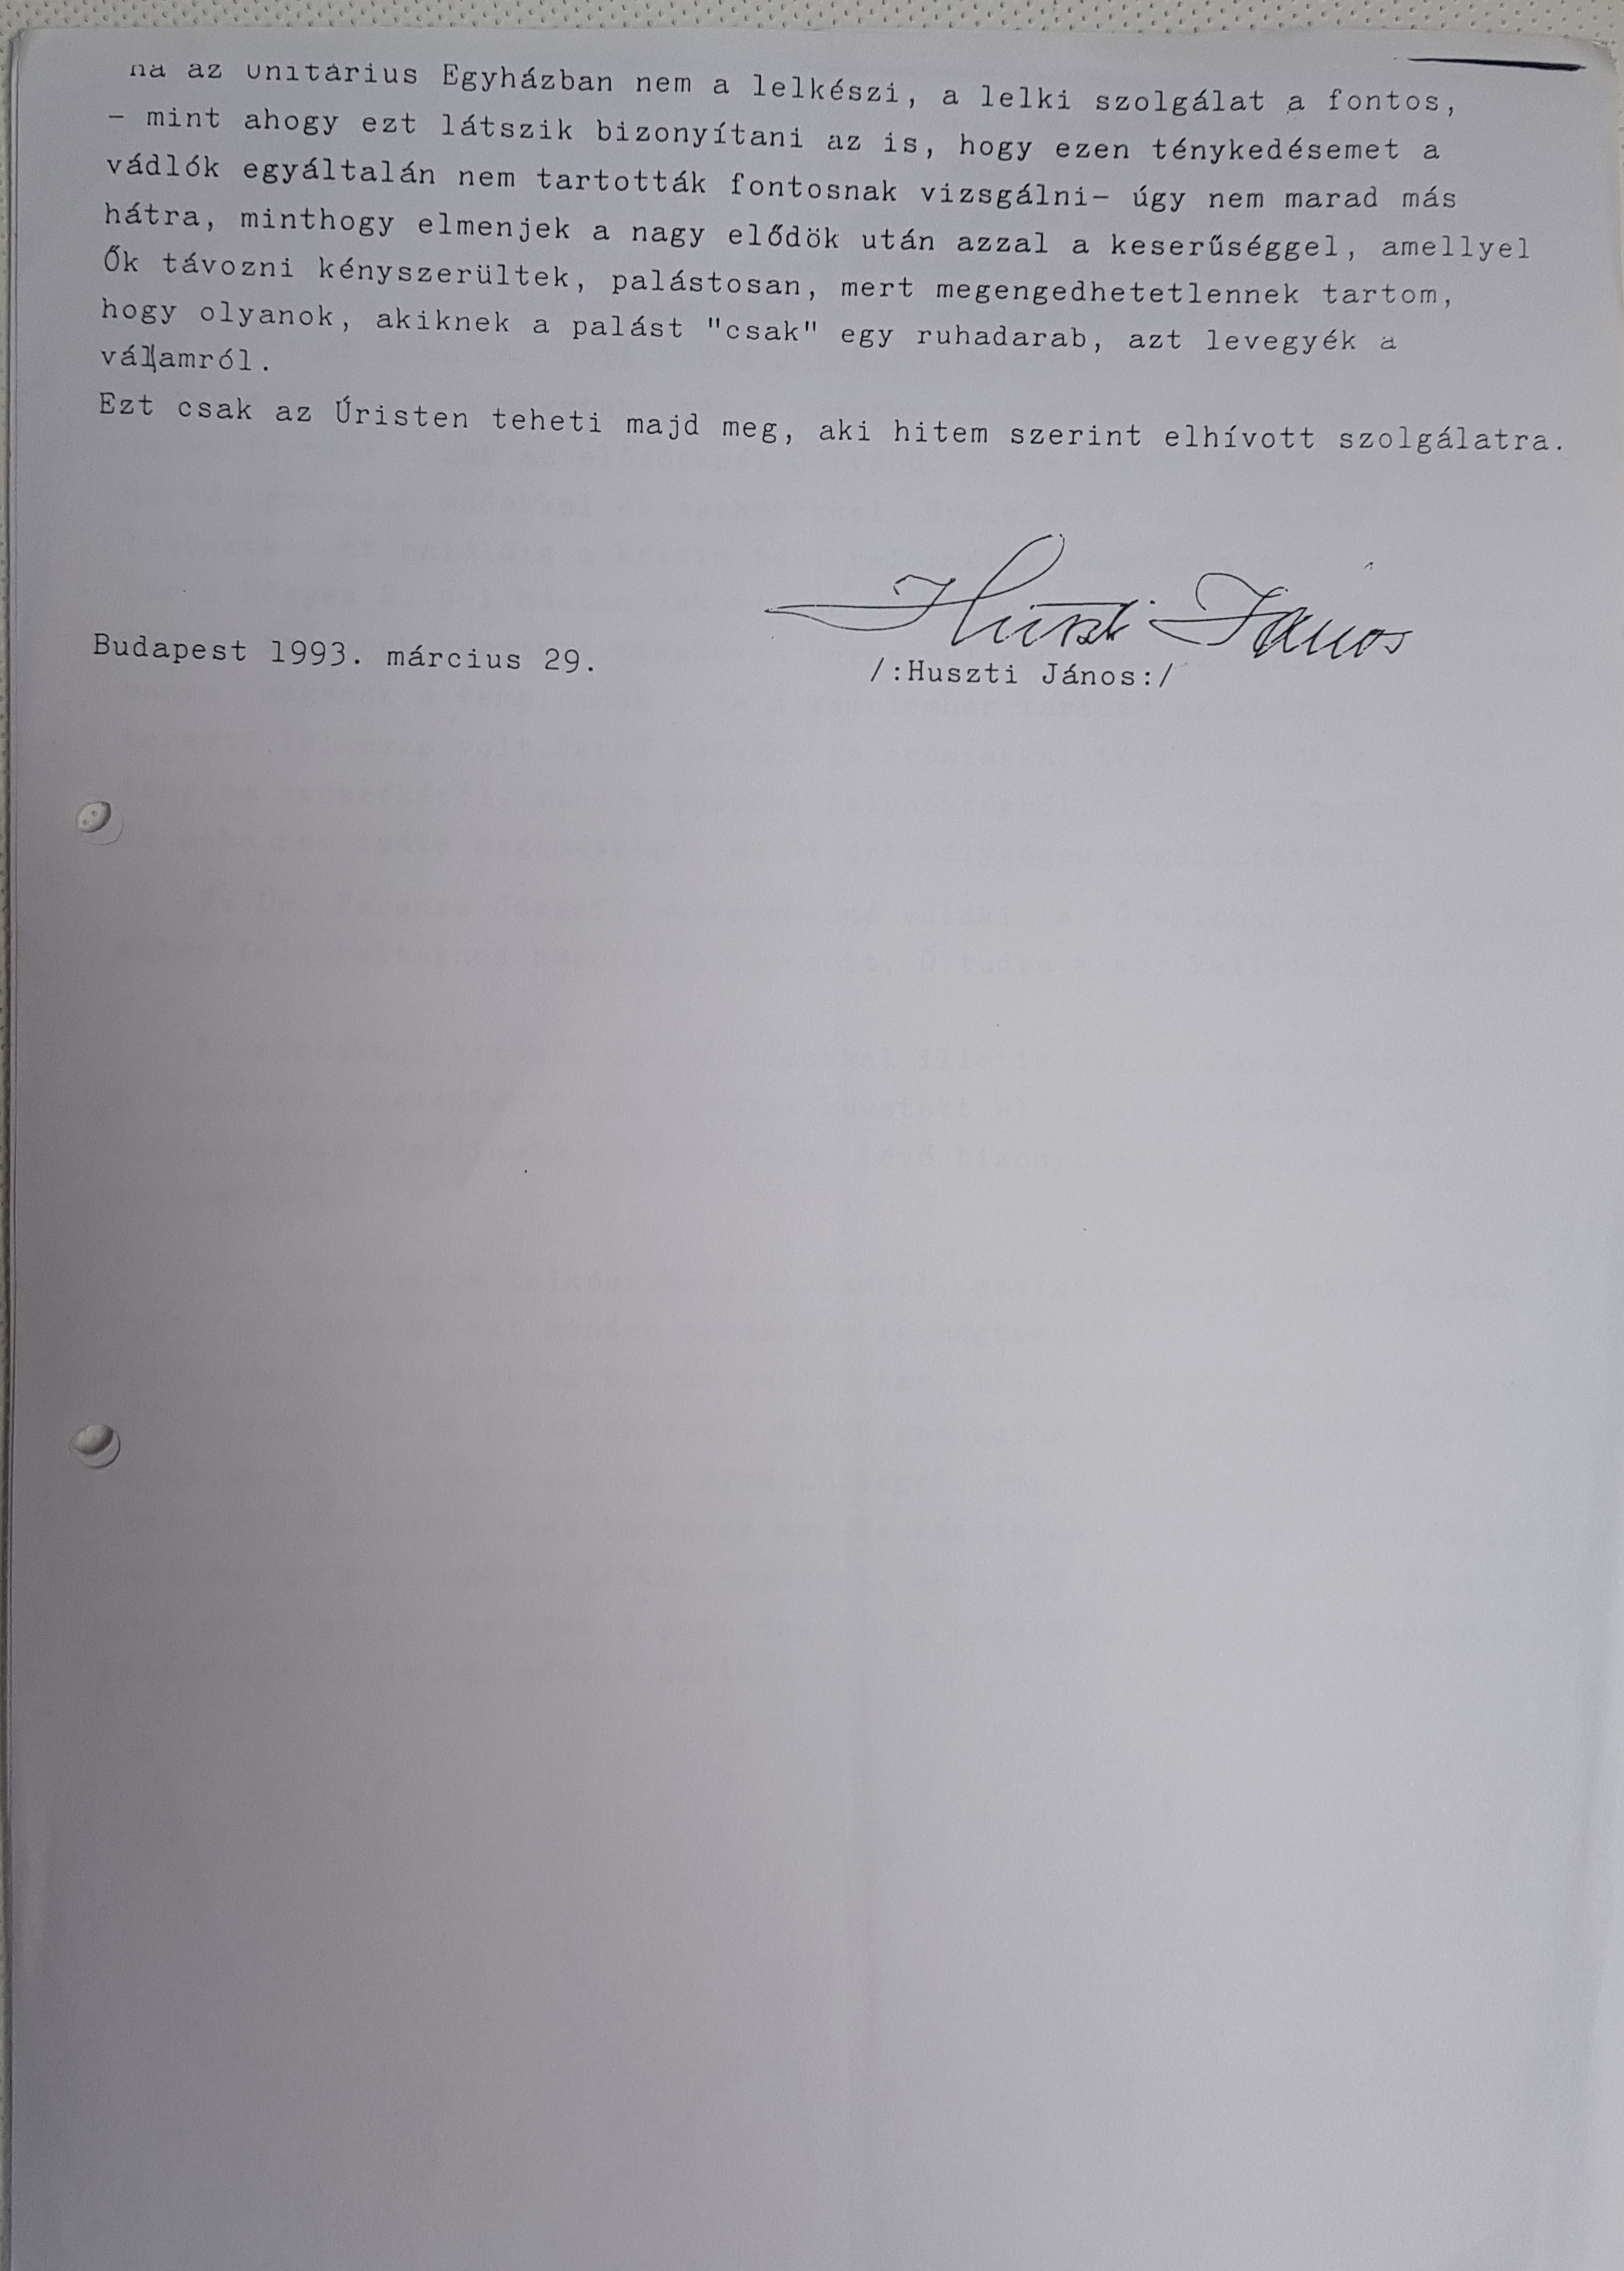 ha az Unitárius Egyházban nem a lelkészi, a lelki szolgálat a fontos,
- mint ahogy ezt látszik bizonyítani az is, hogy ezen ténykedésemet a
vádlók egyáltalán nem tartották fontosnak vizsgálni- úgy nem marad más
hátra, minthogy elmenjek a nagy elődök után azzal a keserűséggel, amellyel
Ők távozni kényszerültek, palástosan, mert megengedhetetlennek tartom,
hogy olyanok, akiknek a palást "csak" egy ruhadarab, azt levegyék a
vállamról.
Ezt csak az Úristen teheti majd meg, aki hitem szerint elhívott szolgálatra.
Huszti János
Budapest 1993. március 29.
/:Huszti János:/